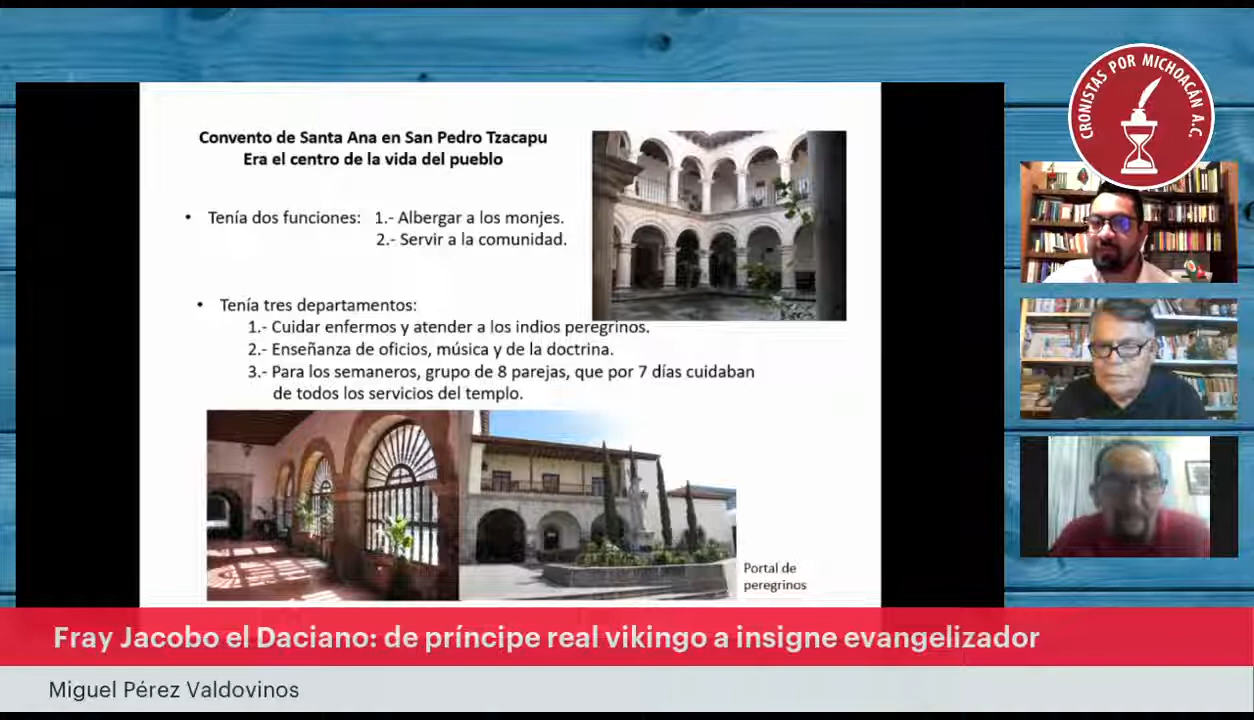 CRONISTAS POR MICHOACÁN A.C.
Convento de Santa Ana en San Pedro Tzacapu
Era el centro de la vida del pueblo
• Tenía dos funciones: 1.- Albergar a los monjes.
2.- Servir a la comunidad.
• Tenía tres departamentos:
1.- Cuidar enfermos y atender a los indios peregrinos.
2.- Enseñanza de oficios, música y de la doctrina.
3.- Para los semaneros, grupo de 8 parejas, que por 7 días cuidaban
de todos los servicios del templo.
Portal de
peregrinos
Fray Jacobo el Daciano: de príncipe real vikingo a insigne evangelizador
Miguel Pérez Valdovinos